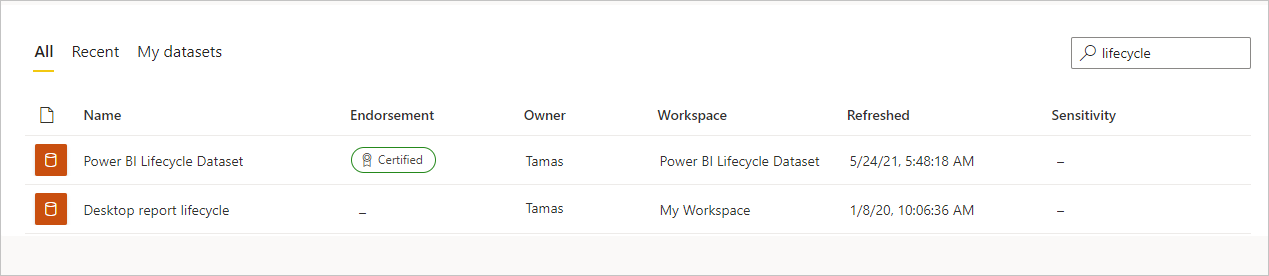 All Recent My datasets lifecycle
Name Endorsement Owner Workspace Refreshed Sensitivity
Power BI Lifecycle Dataset Certified Tamas Power BI Lifecycle Dataset 5/24/21, 5:48:18 AM –
Desktop report lifecycle – Tamas My Workspace 1/8/20, 10:06:36 AM –